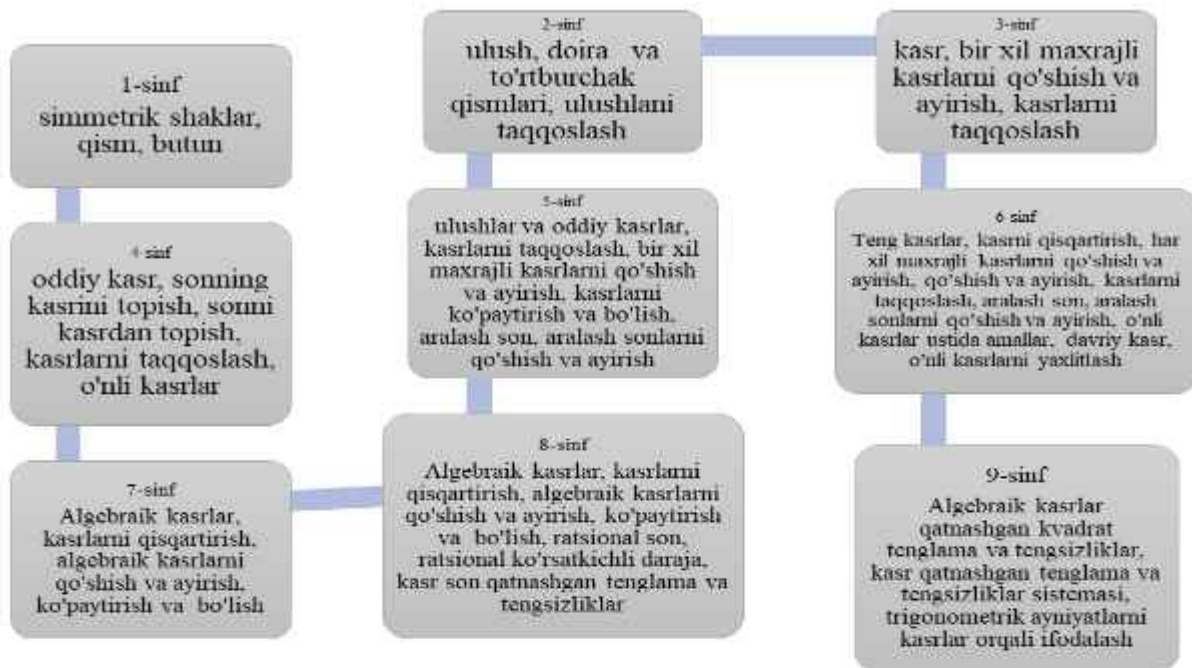 1-sinf
simmetrik shaklar,
qism, butun
2-sinf
ulush, doira va
to'rtburchak
qismlari, ulushlani
taqqoslash
3-sinf
kasr, bir xil maxrajli
kasrlarni qo'shish va
ayirish, kasrlarni
taqqoslash
4-sinf
oddiy kasr, sonning
kasrini topish, sonni
kasrdan topish,
kasrlarni taqqoslash,
o'nli kasrlar
5-sinf
ulushlar va oddiy kasrlar,
kasrlarni taqqoslash, bir xil
maxrajli kasrlarni qo'shish
va ayirish, kasrlarni
ko'paytirish va bo'lish,
aralash son, aralash sonlarni
qo'shish va ayirish
6-sinf
Teng kasrlar, kasrni qisqartirish, har
xil maxrajli kasrlarni qo'shish va
ayirish, qo'shish va ayirish, kasrlarni
taqqoslash, aralash son, aralash
sonlarni qo'shish va ayirish, o'nli
kasrlar ustida amallar, davriy kasr,
o'nli kasrlarni yaxlitlash
7-sinf
Algebraik kasrlar,
kasrlarni qisqartirish,
algebraik kasrlarni
qo'shish va ayirish,
ko'paytirish va bo'lish
8-sinf
Algebraik kasrlar, kasrlarni
qisqartirish, algebraik kasrlarni
qo'shish va ayirish, ko'paytirish
va bo'lish, ratsional son,
ratsional ko'rsatkichli daraja,
kasr son qatnashgan tenglama va
tengsizliklar
9-sinf
Algebraik kasrlar
qatnashgan kvadrat
tenglama va tengsizliklar,
kasr qatnashgan tenglama va
tengsizliklar sistemasi,
trigonometrik ayniyatlarni
kasrlar orqali ifodalash